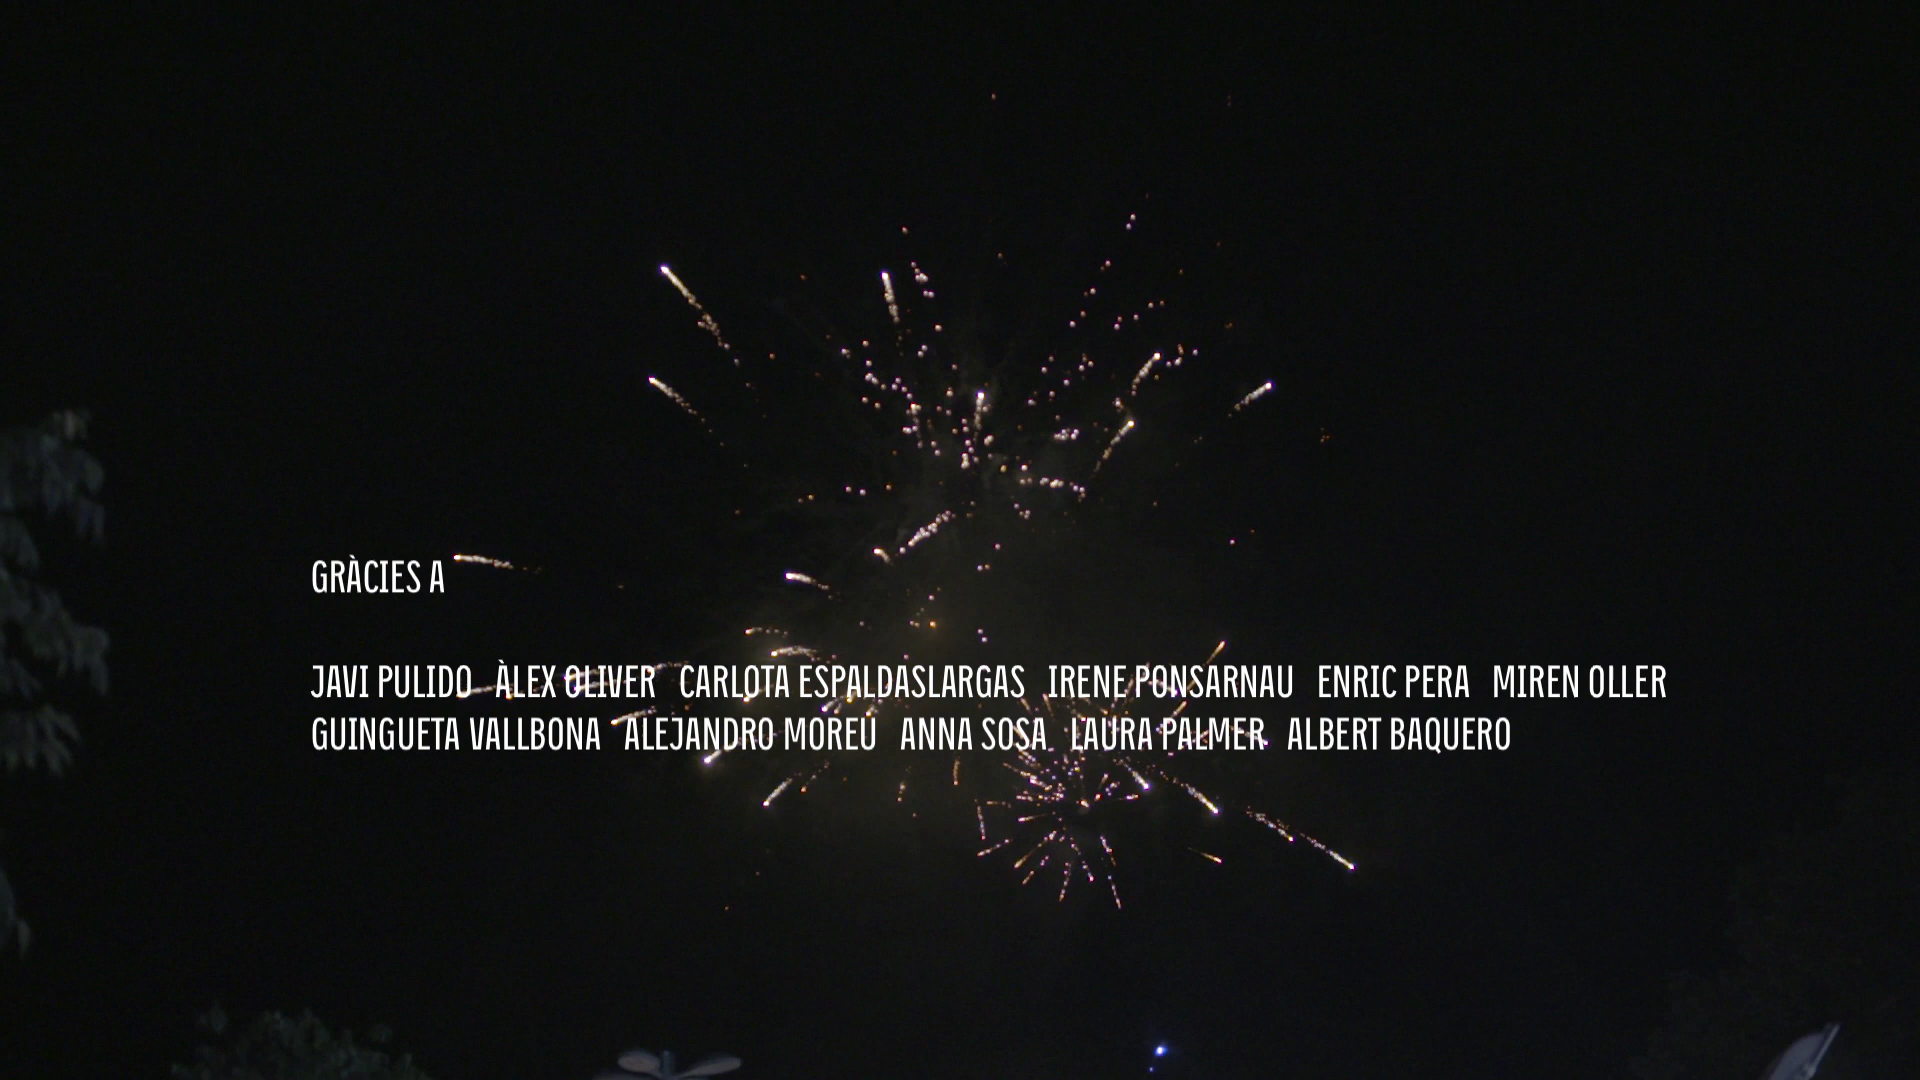 GRÀCIES A
JAVI PULIDO ÀLEX OLIVER CARLOTA ESPALDASLARGAS IRENE PONSARNAU ENRIC PERA MIREN OLLER
GUINGUETA VALLBONA ALEJANDRO MOREU ANNA SOSA LAURA PALMER ALBERT BAQUERO